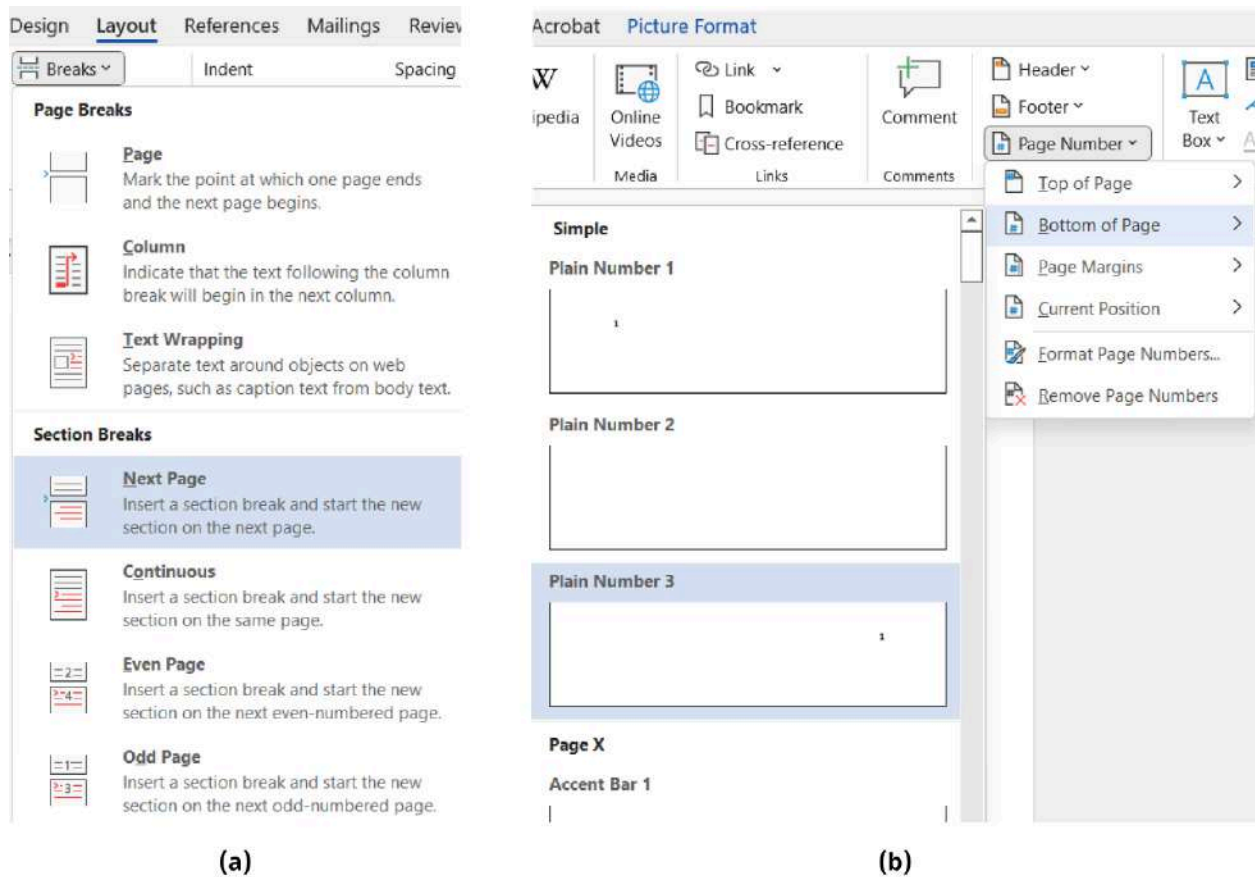 Design Layout References Mailings Review
Breaks Indent Spacing
Page Breaks
Page
Mark the point at which one page ends
and the next page begins.
Column
Indicate that the text following the column
break will begin in the next column.
Text Wrapping
Separate text around objects on web
pages, such as caption text from body text.
Section Breaks
Next Page
Insert a section break and start the new
section on the next page.
Continuous
Insert a section break and start the new
section on the same page.
=2=
=4=
Even Page
Insert a section break and start the new
section on the next even-numbered page.
=1=
=3=
Odd Page
Insert a section break and start the new
section on the next odd-numbered page.
(a)
Acrobat Picture Format
W
ipedia
Online
Videos
Media
Link
Bookmark
Cross-reference
Links
Comment
Comments
Header
Footer
Page Number
A
Text
Box
Top of Page
Bottom of Page
Page Margins
Current Position
Format Page Numbers...
Remove Page Numbers
Simple
Plain Number 1
1
Plain Number 2
Plain Number 3
1
Page X
Accent Bar 1
(b)